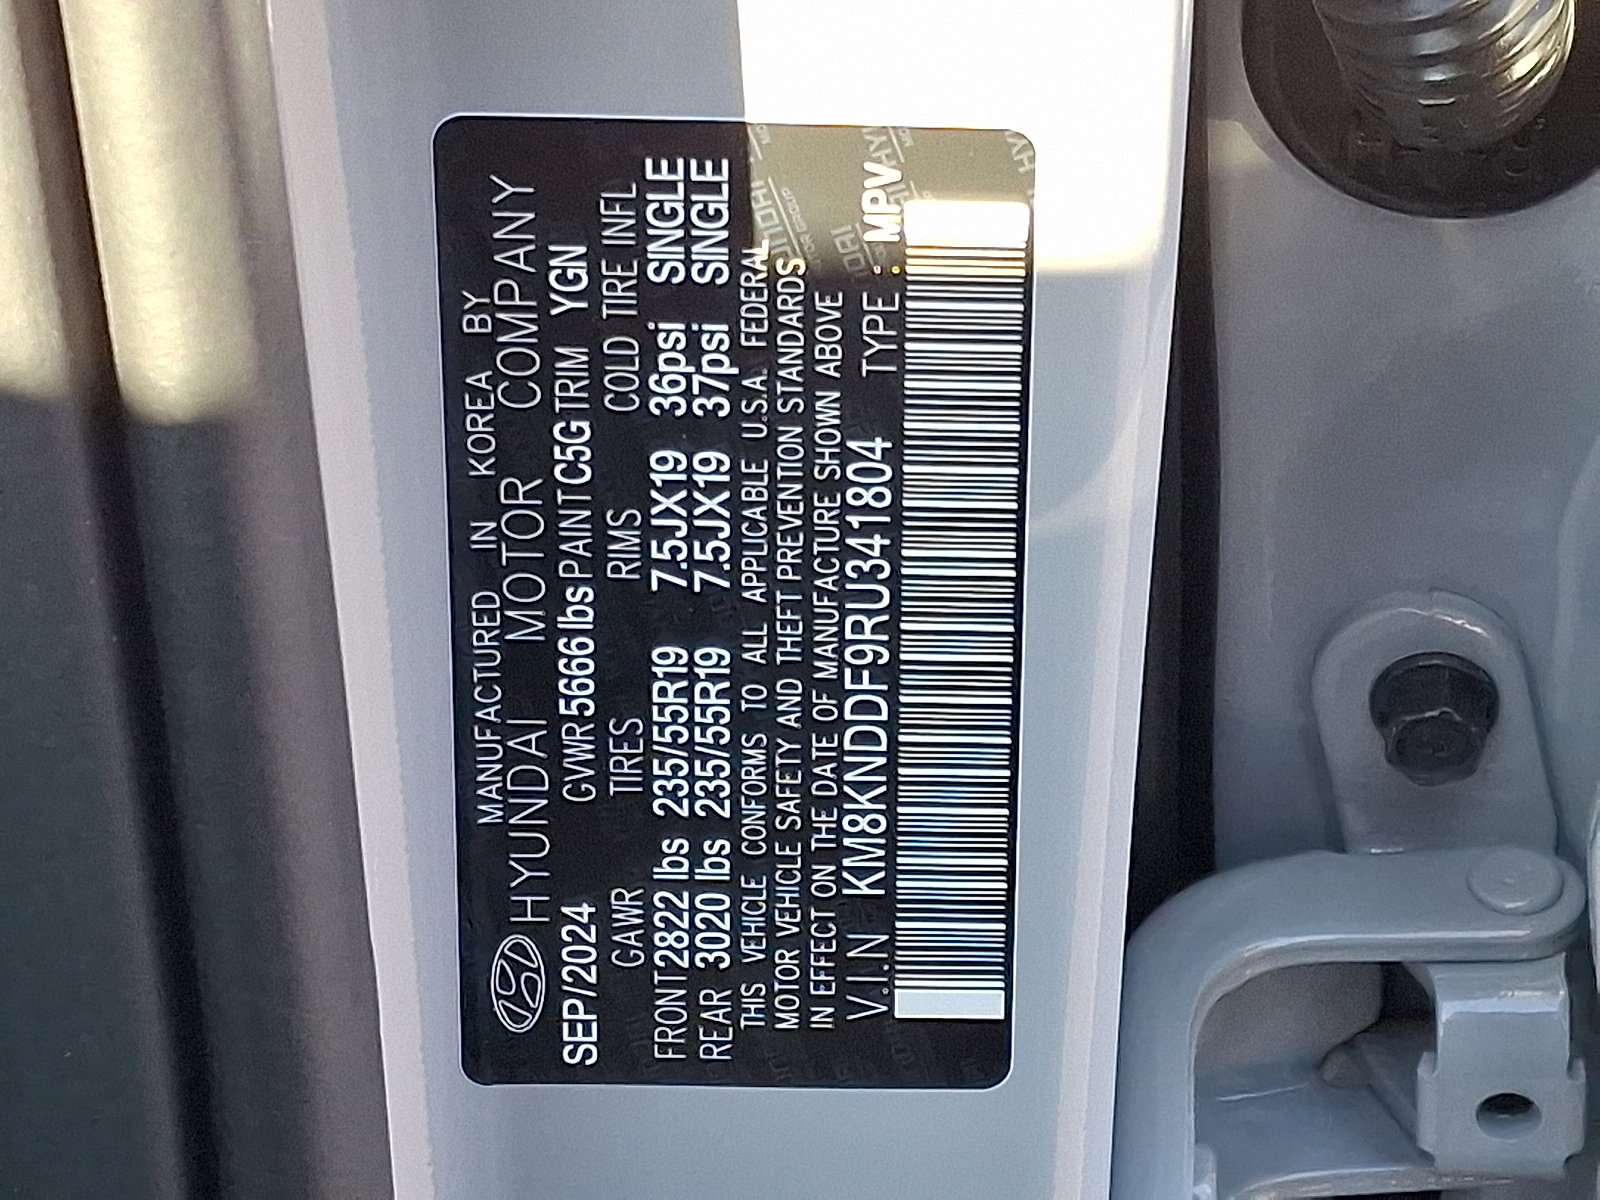 MANUFACTURED IN KOREA BY
HYUNDAI MOTOR COMPANY
SEP/2024 GVWR 5666 lbs PAINT C5G TRIM YGN
GAWR TIRES RIMS COLD TIRE INFL
FRONT 2822 lbs 235/55R19 7.5JX19 36psi SINGLE
REAR 3020 lbs 235/55R19 7.5JX19 37psi SINGLE
THIS VEHICLE CONFORMS TO ALL APPLICABLE U.S.A. FEDERAL
MOTOR VEHICLE SAFETY AND THEFT PREVENTION STANDARDS
IN EFFECT ON THE DATE OF MANUFACTURE SHOWN ABOVE
V.I.N KM8KNDDF9RU341804 TYPE : MPV